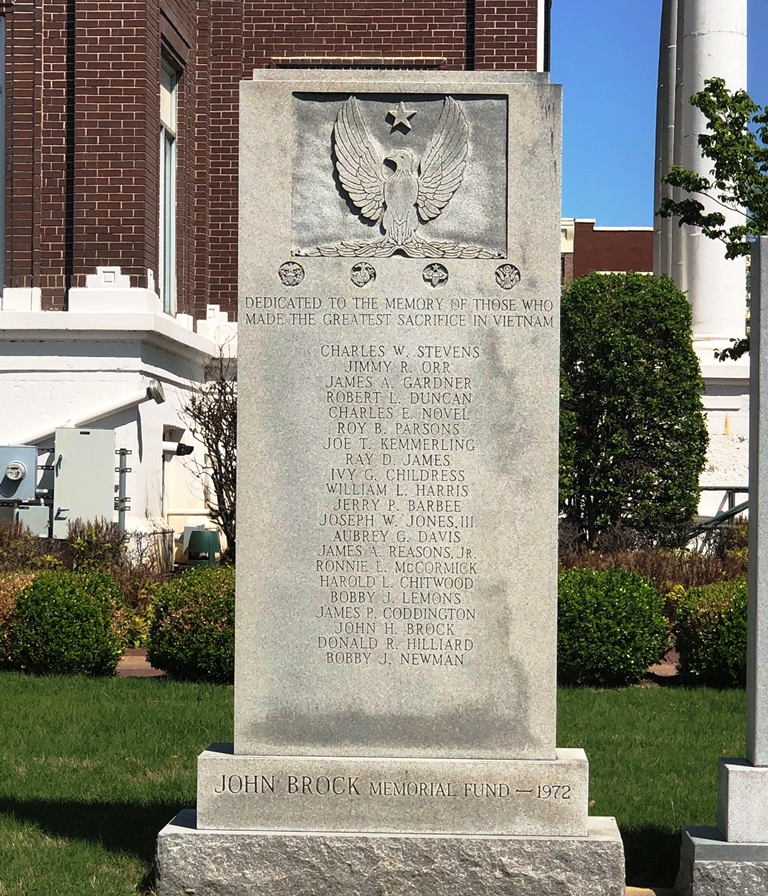 DEDICATED TO THE MEMORY OF THOSE WHO
MADE THE GREATEST SACRIFICE IN VIETNAM
CHARLES W. STEVENS
JIMMY R. ORR
JAMES A. GARDNER
ROBERT L. DUNCAN
CHARLES E. NOVEL
ROY B. PARSONS
JOE T. KEMMERLING
RAY D. JAMES
IVY G. CHILDRESS
WILLIAM L. HARRIS
JERRY P. BARBEE
JOSEPH W. JONES, III
AUBREY G. DAVIS
JAMES A. REASONS, JR.
RONNIE L. McCORMICK
HAROLD L. CHITWOOD
BOBBY J. LEMONS
JAMES P. CODDINGTON
JOHN H. BROCK
DONALD R. HILLIARD
BOBBY J. NEWMAN
JOHN BROCK MEMORIAL FUND — 1972